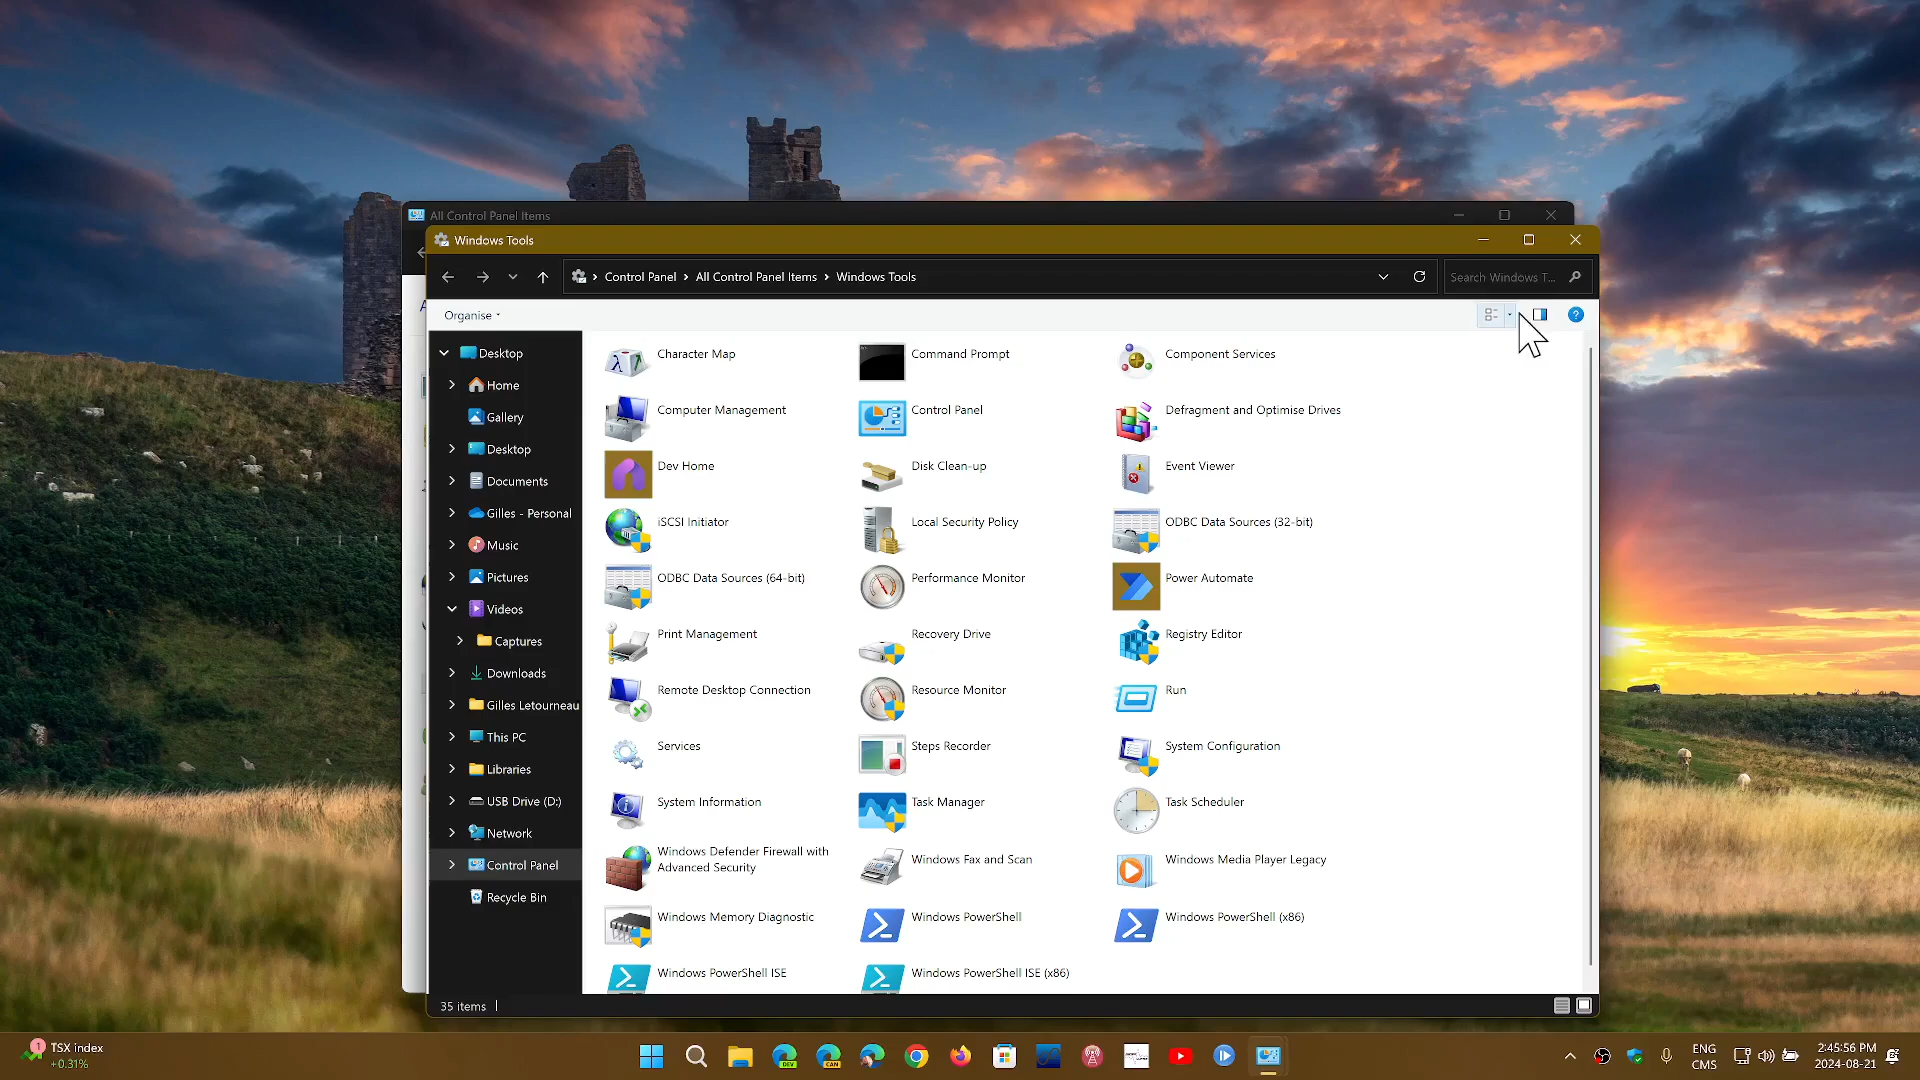 All Control Panel Items
Windows Tools
Control Panel
All Control Panel Items
Windows Tools
Search Windows T...
Organise
Desktop
Home
Gallery
Desktop
Documents
Gilles - Personal
Music
Pictures
Videos
Captures
Downloads
Gilles Letourneau
This PC
Libraries
USB Drive (D:)
Network
Control Panel
Recycle Bin
Character Map
Command Prompt
Component Services
Computer Management
Control Panel
Defragment and Optimise Drives
Dev Home
Disk Clean-up
Event Viewer
iSCSI Initiator
Local Security Policy
ODBC Data Sources (32-bit)
ODBC Data Sources (64-bit)
Performance Monitor
Power Automate
Print Management
Recovery Drive
Registry Editor
Remote Desktop Connection
Resource Monitor
Run
Services
Steps Recorder
System Configuration
System Information
Task Manager
Task Scheduler
Windows Defender Firewall with
Advanced Security
Windows Fax and Scan
Windows Media Player Legacy
Windows Memory Diagnostic
Windows PowerShell
Windows PowerShell (x86)
Windows PowerShell ISE
Windows PowerShell ISE (x86)
35 items
1
TSX index
+0.31%
DEV
CAN
ENG
CMS
2:45:56 PM
2024-08-21